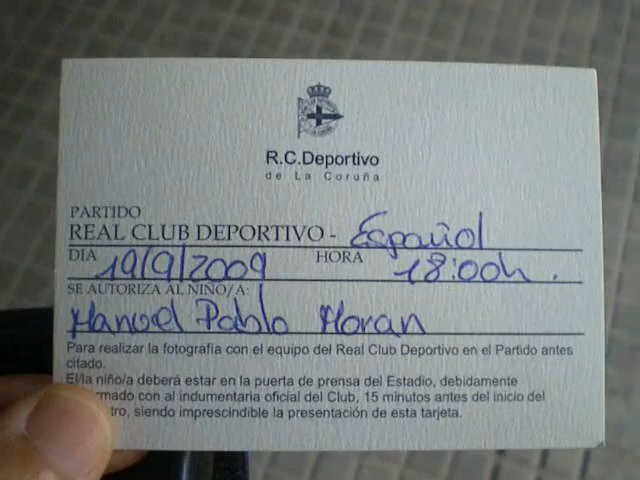 R.C.Deportivo
de La Coruña
PARTIDO
REAL CLUB DEPORTIVO - Español
DIA 19/9/2009 HORA 18:00h.
SE AUTORIZA AL NIÑO/A:
Manoel Pablo Moran
Para realizar la fotografía con el equipo del Real Club Deportivo en el Partido antes
citado.
El/la niño/a deberá estar en la puerta de prensa del Estadio, debidamente
rmado con al indumentaria oficial del Club, 15 minutos antes del inicio del
tro, siendo imprescindible la presentación de esta tarjeta.